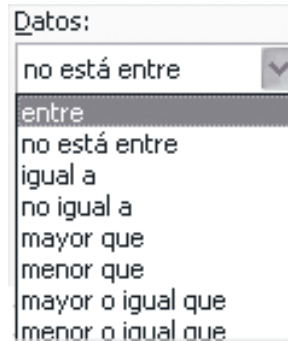 Datos:
no está entre
entre
no está entre
igual a
no igual a
mayor que
menor que
mayor o igual que
menor o igual que